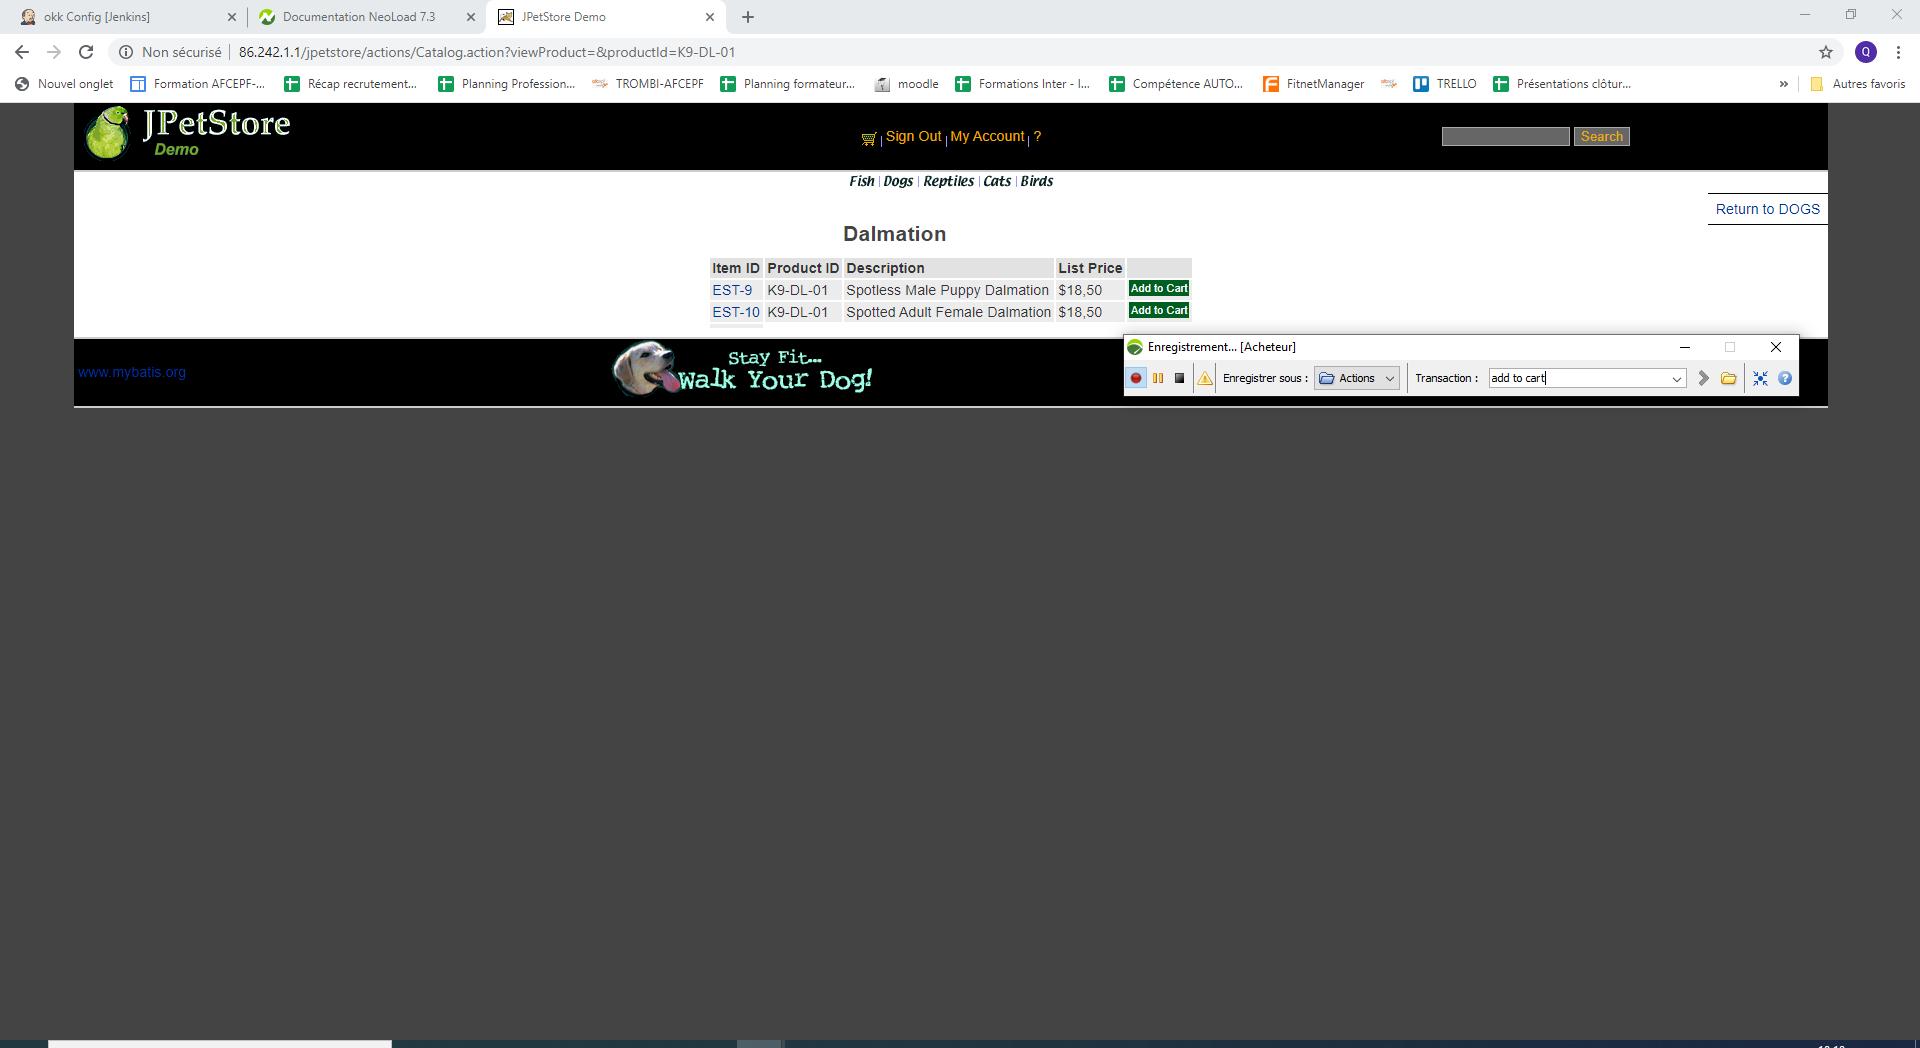 okk Config [Jenkins]
Documentation NeoLoad 7.3
JPetStore Demo
Non sécurisé
86.242.1.1/jpetstore/actions/Catalog.action?viewProduct=&productId=K9-DL-01
Q
Nouvel onglet
Formation AFCEPF-...
Récap recrutement...
Planning Profession...
TROMBI-AFCEPF
Planning formateur...
moodle
Formations Inter - I...
Compétence AUTO...
FitnetManager
TRELLO
Présentations clôtur...
»
Autres favoris
JPetStore
Demo
Sign Out | My Account | ?
Search
Fish | Dogs | Reptiles | Cats | Birds
Return to DOGS
Dalmation
Item ID Product ID Description List Price
EST-9 K9-DL-01 Spotless Male Puppy Dalmation $18,50 Add to Cart
EST-10 K9-DL-01 Spotted Adult Female Dalmation $18,50 Add to Cart
www.mybatis.org
Stay Fit...
Walk Your Dog!
Enregistrement... [Acheteur]
Enregistrer sous : Actions Transaction : add to cart